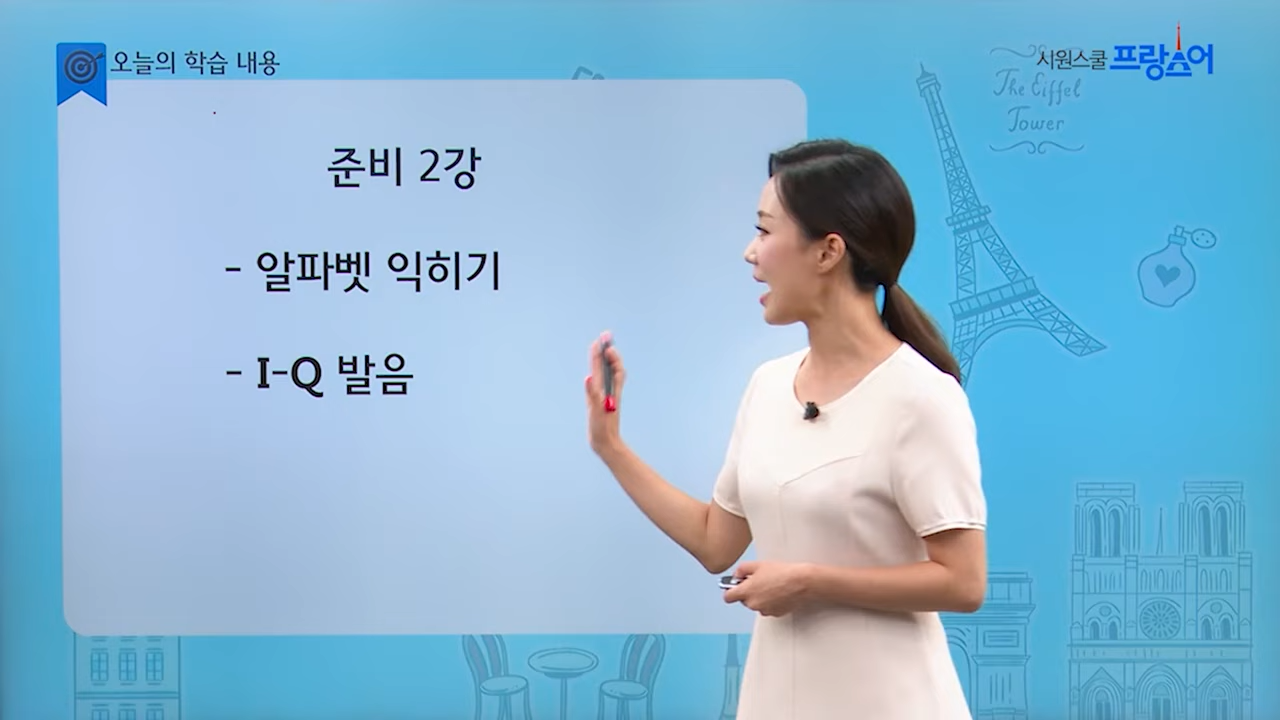 오늘의 학습 내용
시원스쿨 프랑스어
The Eiffel
Tower
준비 2강
- 알파벳 익히기
- I-Q 발음